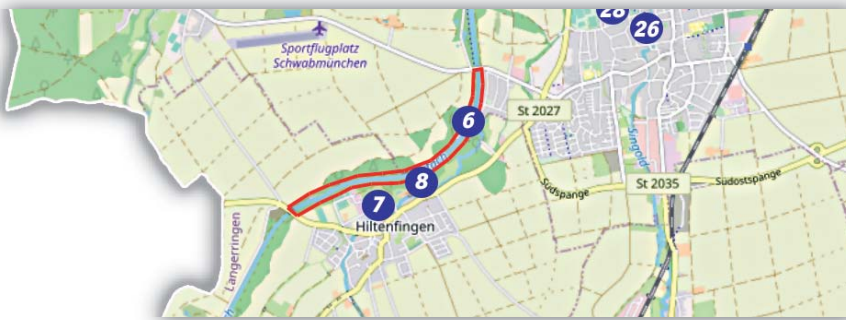 28
26
Sportflugplatz
Schwabmünchen
6
St 2027
Singold
8
St 2035
Südspange
Südostspange
7
Hiltenfingen
Langerringen